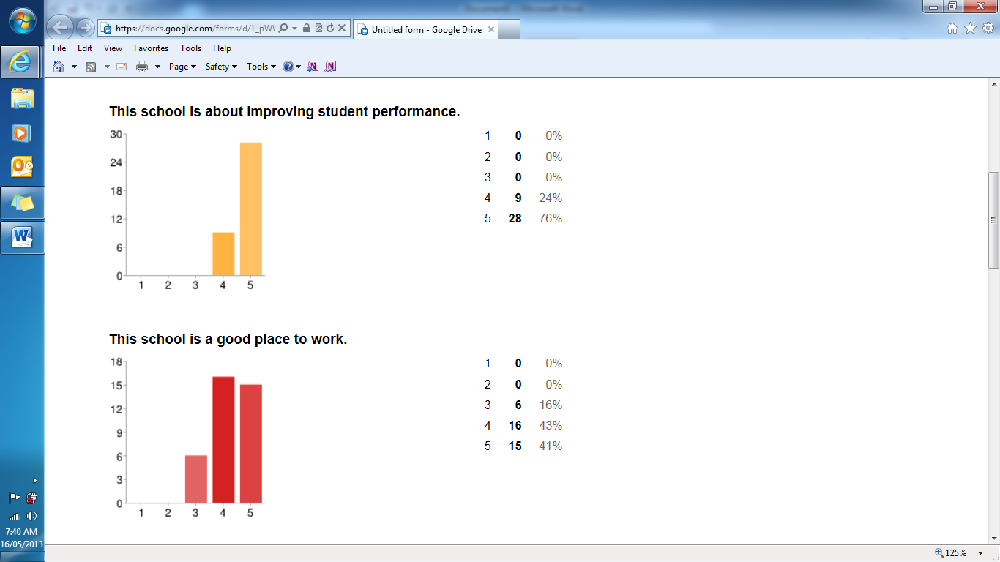 Document1 - Microsoft Word
https://docs.google.com/forms/d/1_pW
Untitled form - Google Drive
File Edit View Favorites Tools Help
Page Safety Tools
This school is about improving student performance.
30
24
18
12
6
0
1 2 3 4 5
1 0 0%
2 0 0%
3 0 0%
4 9 24%
5 28 76%
This school is a good place to work.
18
15
12
9
6
3
0
1 2 3 4 5
1 0 0%
2 0 0%
3 6 16%
4 16 43%
5 15 41%
7:40 AM
16/05/2013
125%